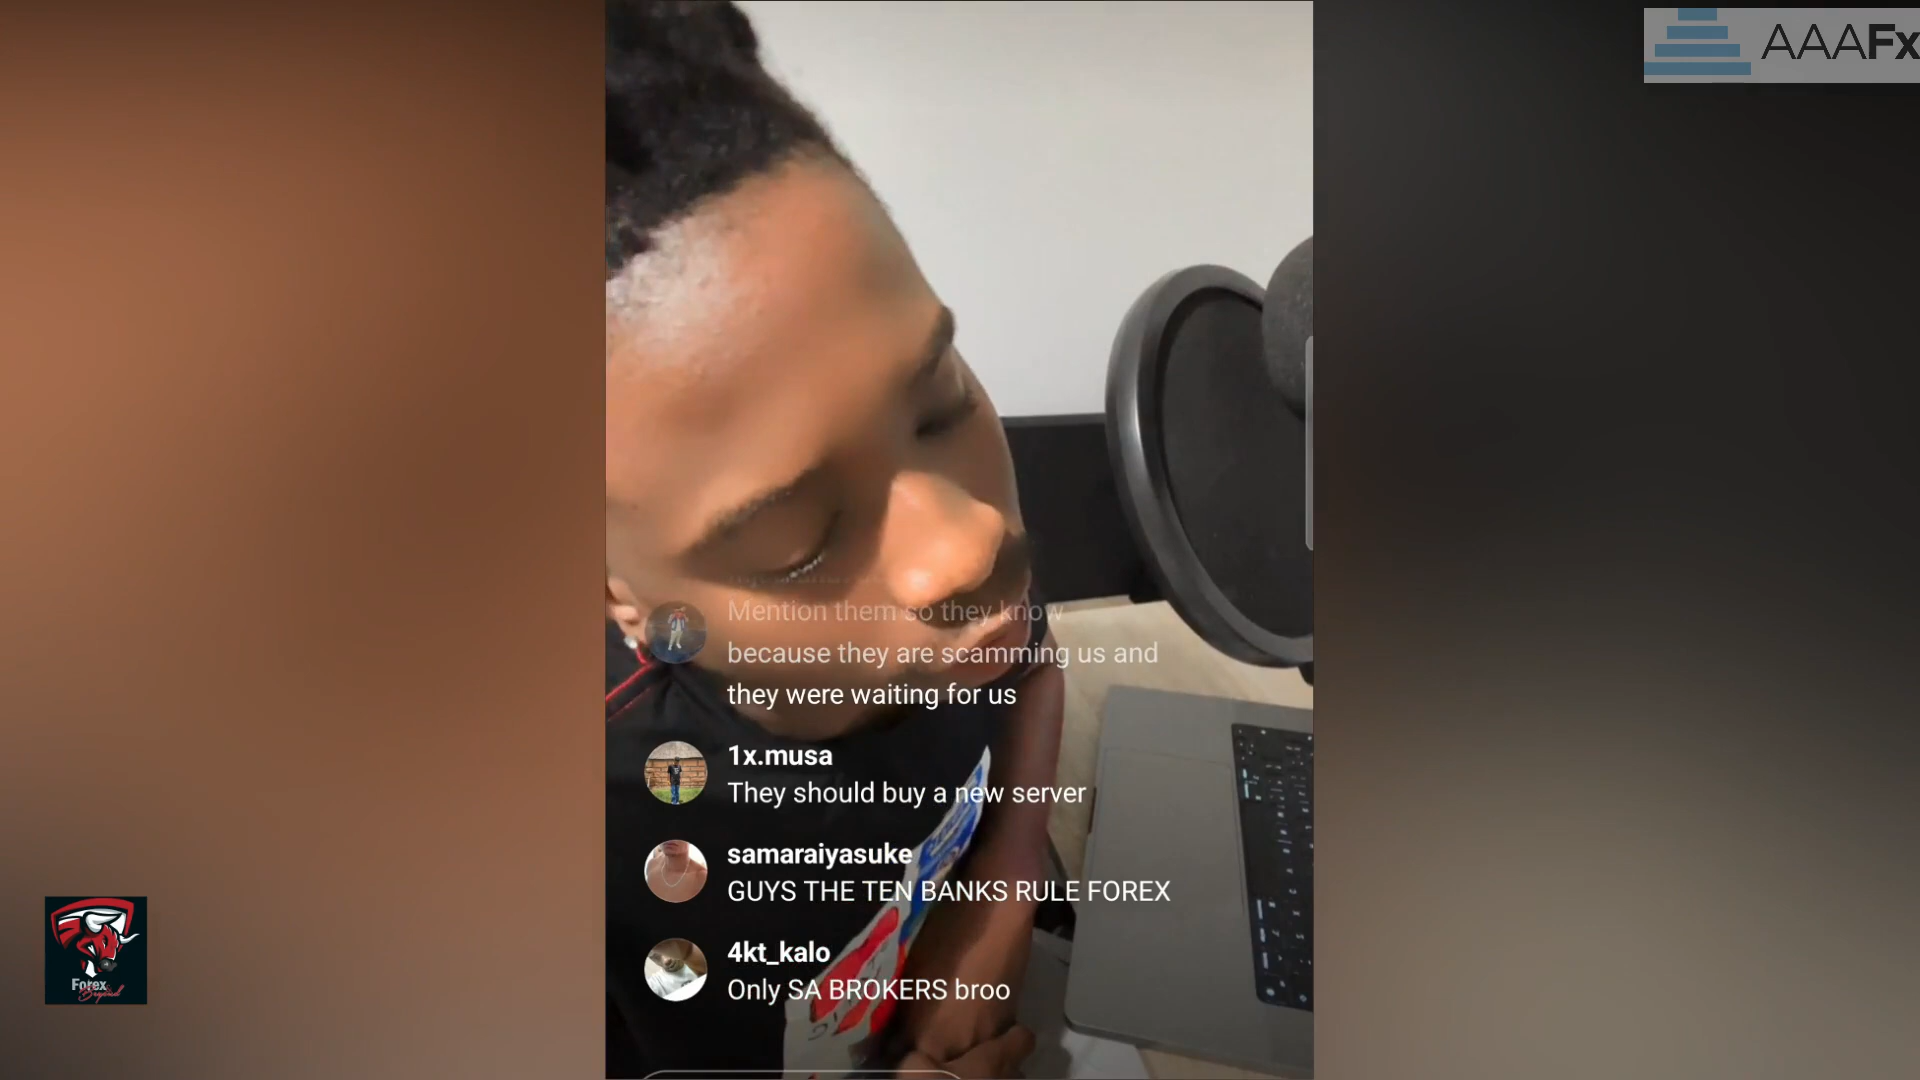 AAAFx
Mention them so they know
because they are scamming us and
they were waiting for us
1x.musa
They should buy a new server
samaraiyasuke
GUYS THE TEN BANKS RULE FOREX
4kt_kalo
Only SA BROKERS broo
Forex
Beyond